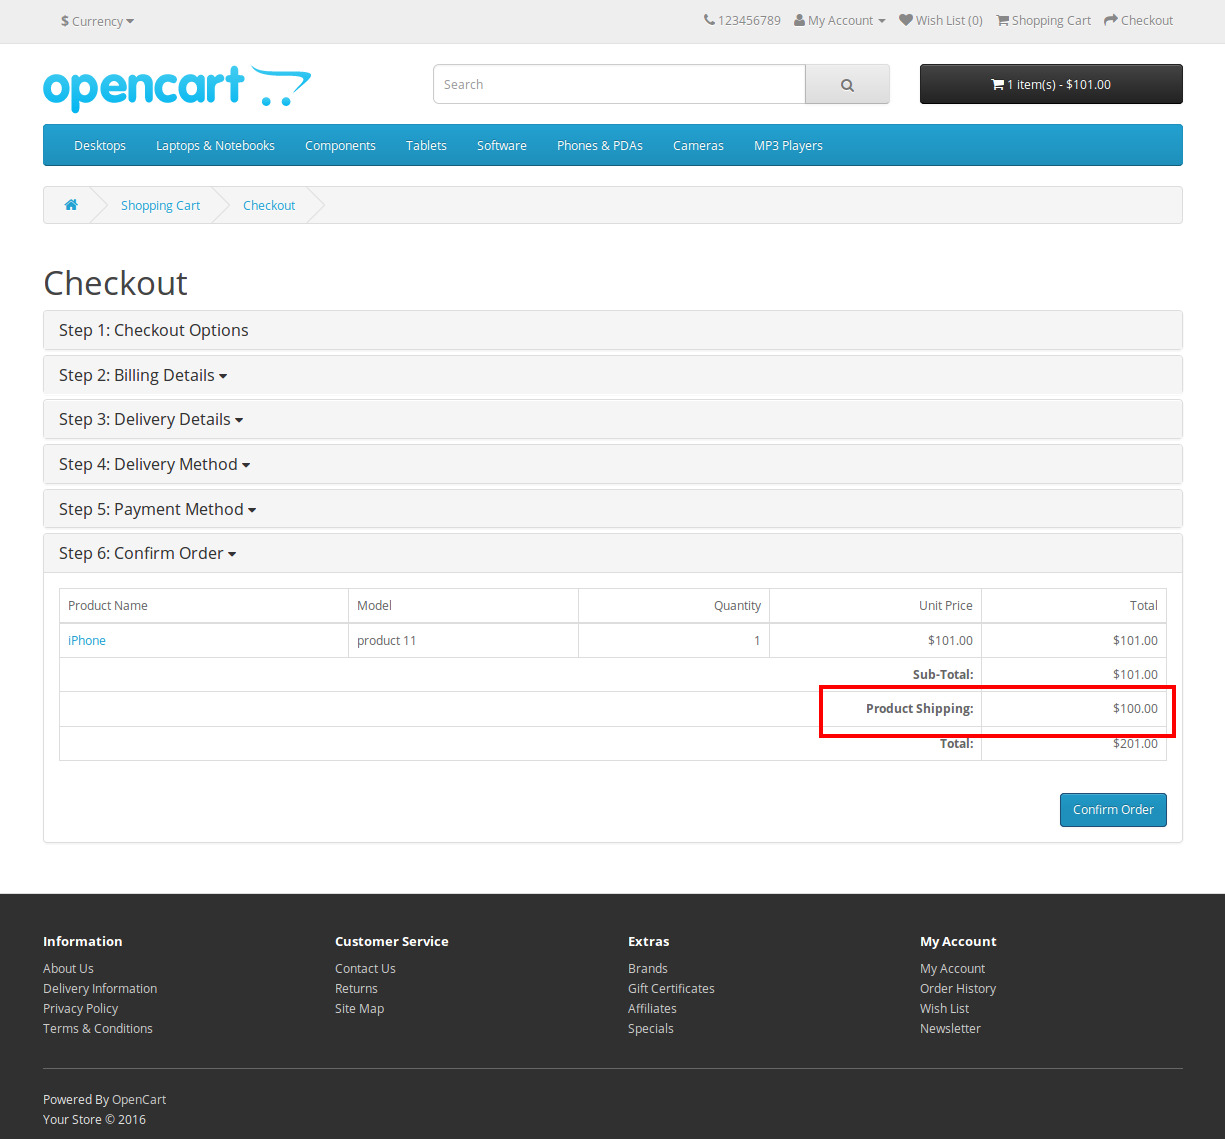 $ Currency
123456789 My Account Wish List (0) Shopping Cart Checkout
opencart
Search
1 item(s) - $101.00
Desktops Laptops & Notebooks Components Tablets Software Phones & PDAs Cameras MP3 Players
Shopping Cart Checkout
Checkout
Step 1: Checkout Options
Step 2: Billing Details
Step 3: Delivery Details
Step 4: Delivery Method
Step 5: Payment Method
Step 6: Confirm Order
Product Name Model Quantity Unit Price Total
iPhone product 11 1 $101.00 $101.00
Sub-Total: $101.00
Product Shipping: $100.00
Total: $201.00
Confirm Order
Information Customer Service Extras My Account
About Us Contact Us Brands My Account
Delivery Information Returns Gift Certificates Order History
Privacy Policy Site Map Affiliates Wish List
Terms & Conditions Specials Newsletter
Powered By OpenCart
Your Store © 2016